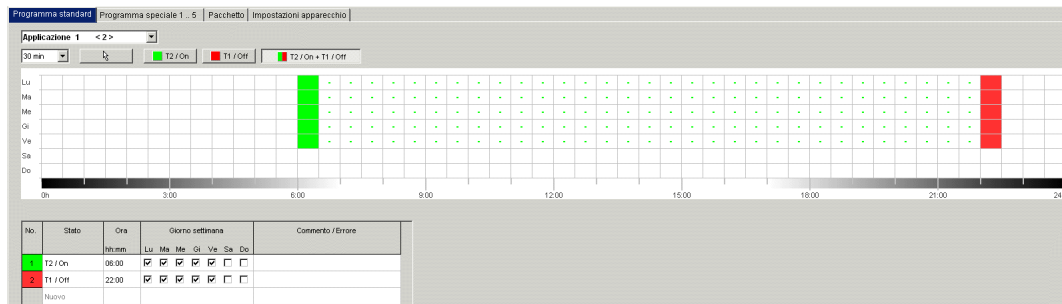 Programma standard Programma speciale 1 .. 5 Pacchetto Impostazioni apparecchio
Applicazione 1 < 2 >
30 min T2 / On T1 / Off T2 / On + T1 / Off
Lu
Ma
Me
Gi
Ve
Sa
Do
0h 3:00 6:00 9:00 12:00 15:00 18:00 21:00 24
No. Stato Ora Giorno settimana Commento / Errore
hh:mm Lu Ma Me Gi Ve Sa Do
1 T2 / On 06:00
2 T1 / Off 22:00
Nuovo